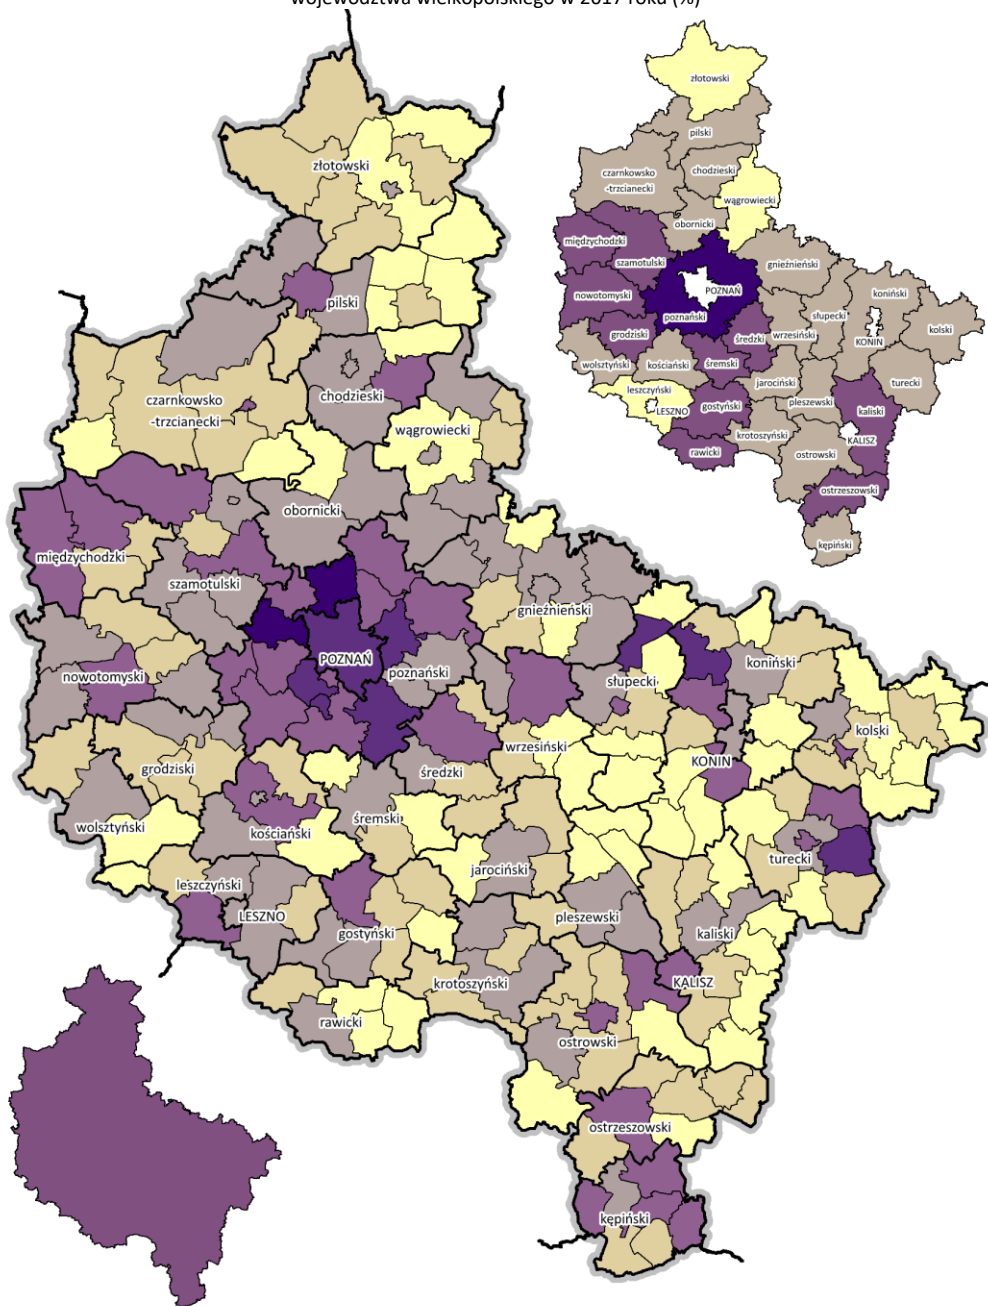 województwa wielkopolskiego w 2017 roku (%)
złotowski
pilski
czarnkowsko
-trzcianecki
chodzieski
wągrowiecki
obornicki
międzychodzki
szamotulski
POZNAŃ
poznański
gnieźnieński
nowotomyski
słupecki
koniński
kolski
wrzesiński
KONIN
grodziski
średzki
wolsztyński
kościański
śremski
turecki
jarociński
leszczyński
LESZNO
gostyński
pleszewski
kaliski
krotoszyński
KALISZ
rawicki
ostrowski
ostrzeszowski
kępiński
złotowski
pilski
chodzieski
czarnkowsko
-trzcianecki
wągrowiecki
obornicki
międzychodzki
szamotulski
gnieźnieński
POZNAŃ
koniński
nowotomyski
poznański
słupecki
kolski
grodziski
średzki
wrzesiński
KONIN
wolsztyński
kościański
śremski
jarociński
turecki
leszczyński
LESZNO
gostyński
pleszewski
kaliski
krotoszyński
KALISZ
rawicki
ostrowski
ostrzeszowski
kępiński